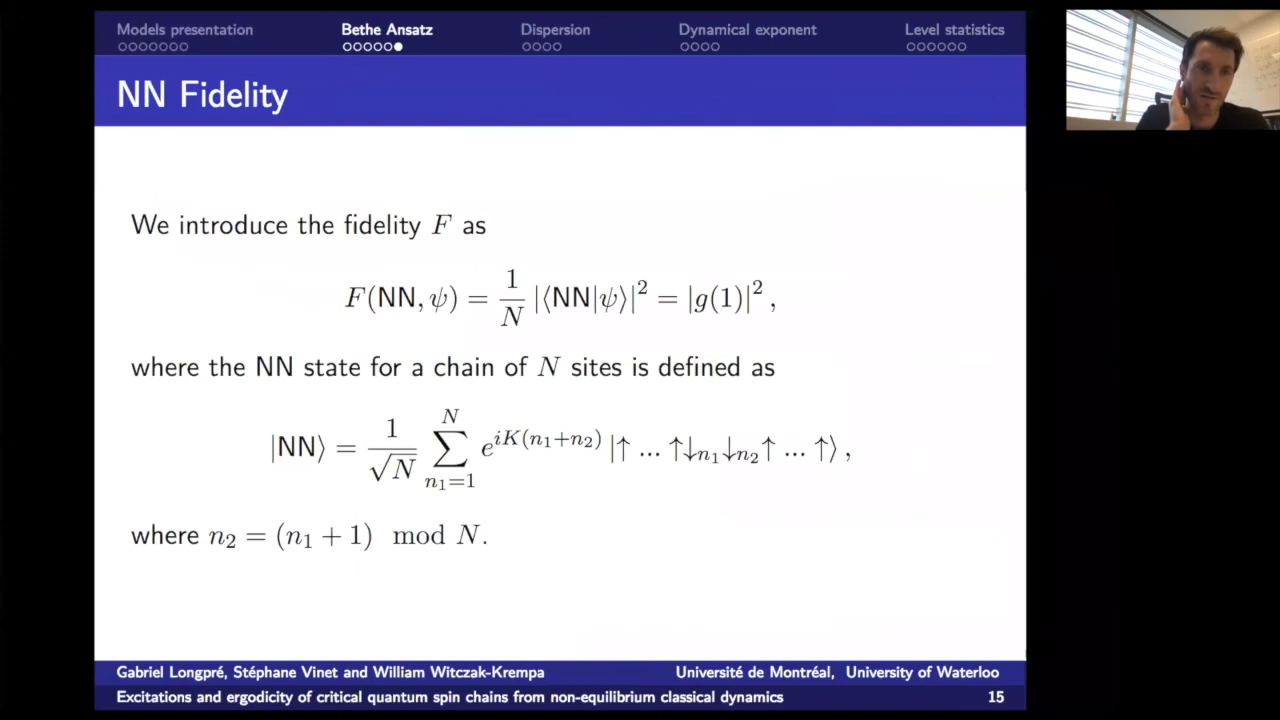 Models presentation Bethe Ansatz Dispersion Dynamical exponent Level statistics
NN Fidelity
We introduce the fidelity F as
F(NN, ψ) = 1/N |⟨NN|ψ⟩|² = |g(1)|²,
where the NN state for a chain of N sites is defined as
|NN⟩ = 1/√N ∑_{n₁=1}^{N} e^{iK(n₁+n₂)} |↑ ... ↑↓_{n₁}↓_{n₂}↑ ... ↑⟩,
where n₂ = (n₁ + 1) mod N.
Gabriel Longpré, Stéphane Vinet and William Witczak-Krempa Université de Montréal, University of Waterloo
Excitations and ergodicity of critical quantum spin chains from non-equilibrium classical dynamics 15